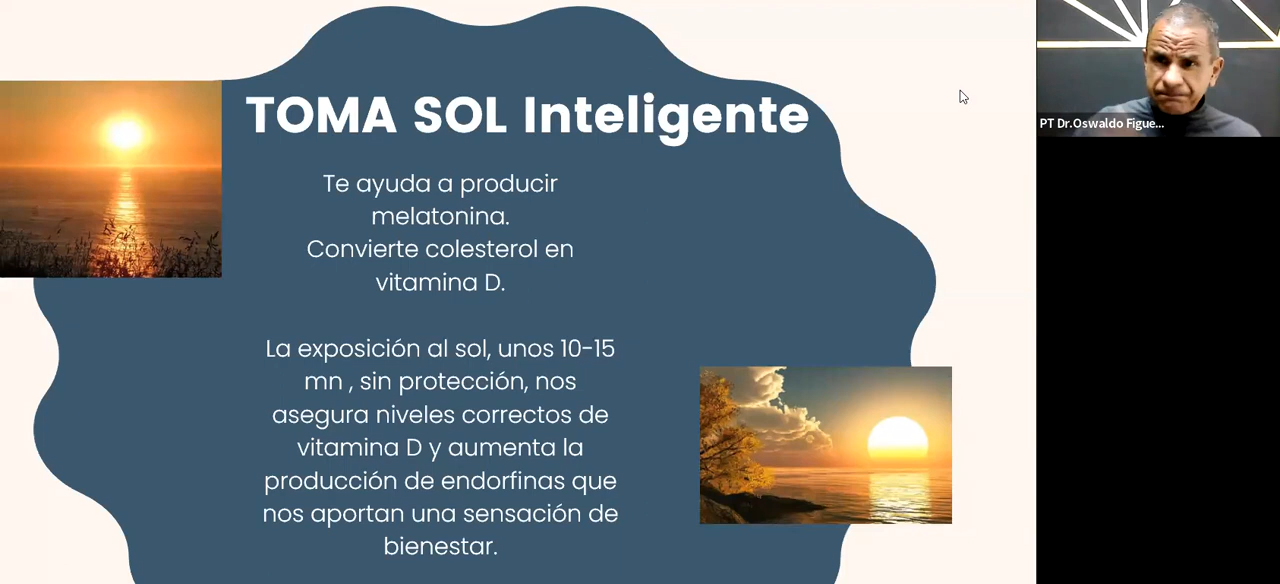 TOMA SOL Inteligente
Te ayuda a producir
melatonina.
Convierte colesterol en
vitamina D.
La exposición al sol, unos 10-15
mn , sin protección, nos
asegura niveles correctos de
vitamina D y aumenta la
producción de endorfinas que
nos aportan una sensación de
bienestar.
PT Dr.Oswaldo Figue...